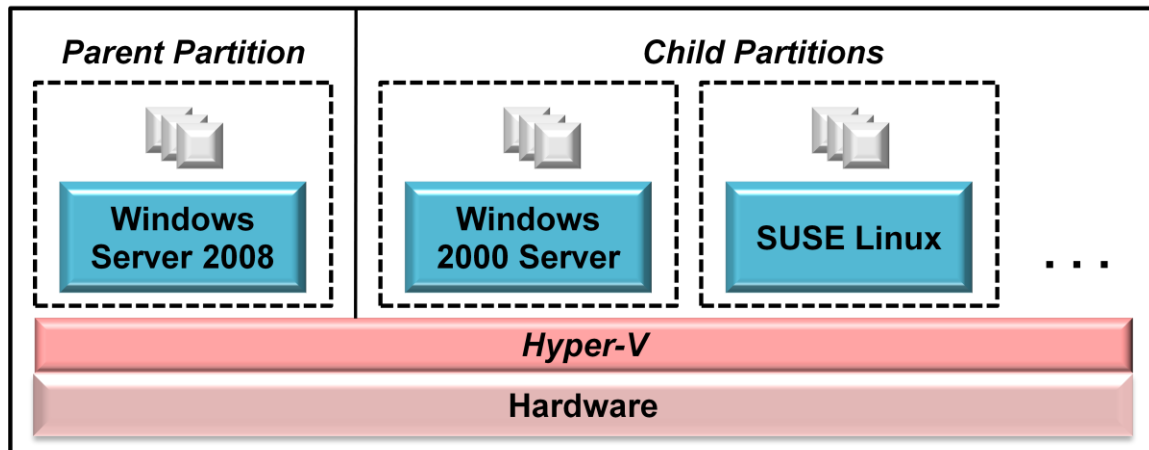 Parent Partition
Child Partitions
Windows
Server 2008
Windows
2000 Server
SUSE Linux
. . .
Hyper-V
Hardware